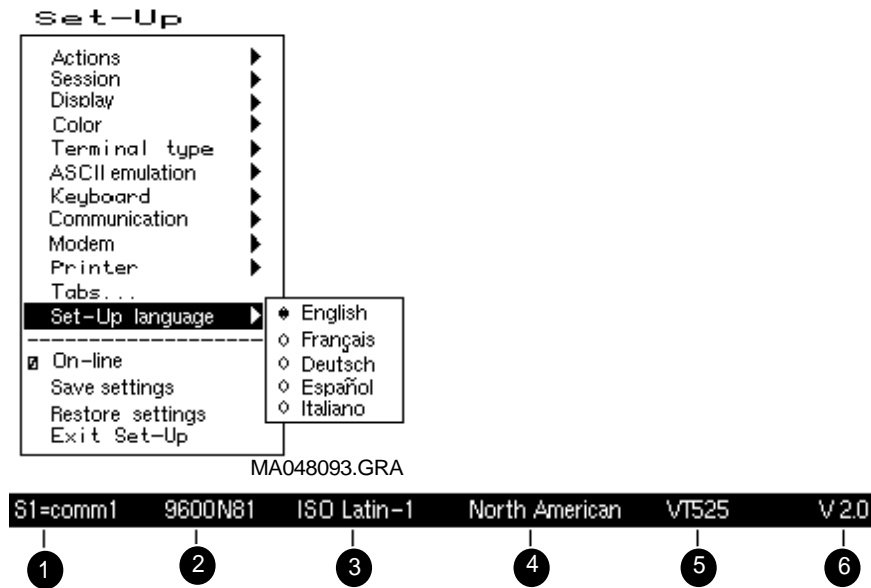 Set-Up
Actions
Session
Display
Color
Terminal type
ASCII emulation
Keyboard
Communication
Modem
Printer
Tabs...
Set-Up language
English
Français
Deutsch
Español
Italiano
On-line
Save settings
Restore settings
Exit Set-Up
MA048093.GRA
S1=comm1 9600N81 ISO Latin-1 North American VT525 V 2.0
1 2 3 4 5 6